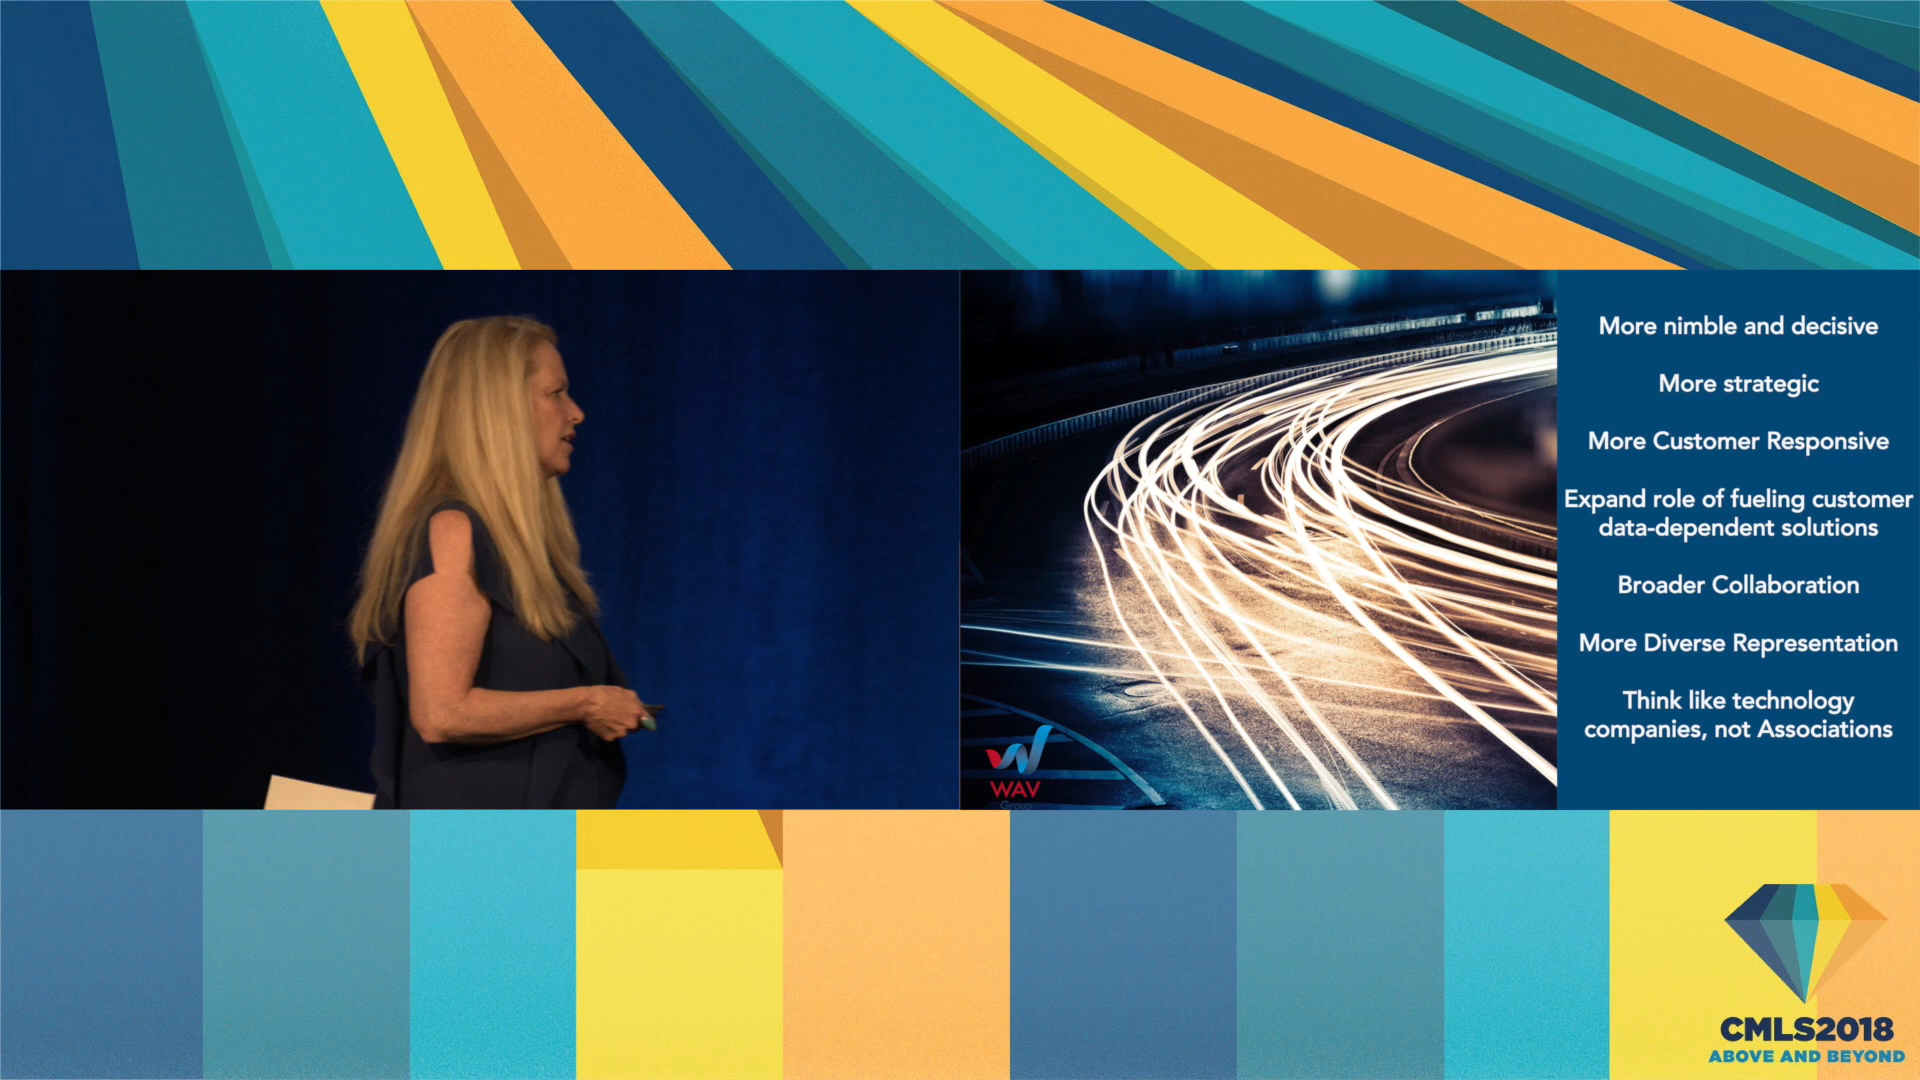 More nimble and decisive
More strategic
More Customer Responsive
Expand role of fueling customer
data-dependent solutions
Broader Collaboration
More Diverse Representation
Think like technology
companies, not Associations
WAV
Group
CMLS2018
ABOVE AND BEYOND